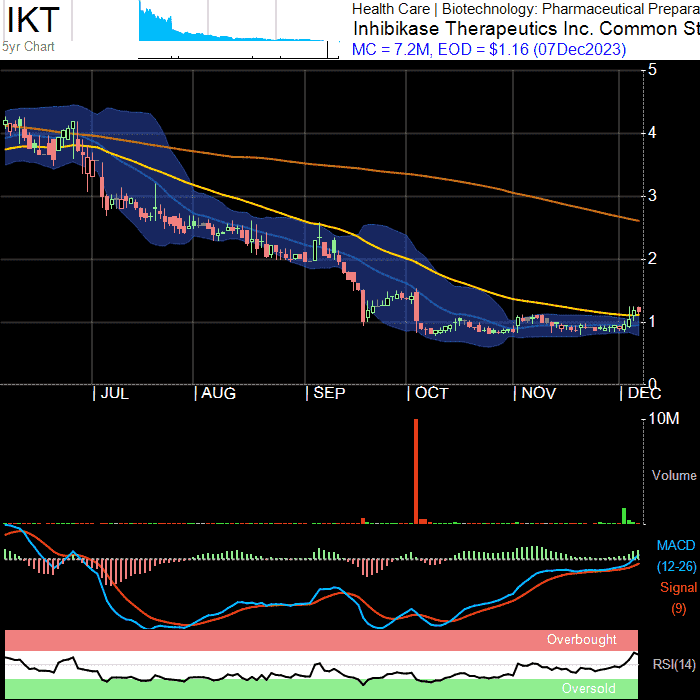 IKT
5yr Chart
Health Care | Biotechnology: Pharmaceutical Prepara
Inhibikase Therapeutics Inc. Common St
MC = 7.2M, EOD = $1.16 (07Dec2023)
5
4
3
2
1
0
JUL
AUG
SEP
OCT
NOV
DEC
10M
Volume
MACD
(12-26)
Signal
(9)
Overbought
RSI(14)
Oversold